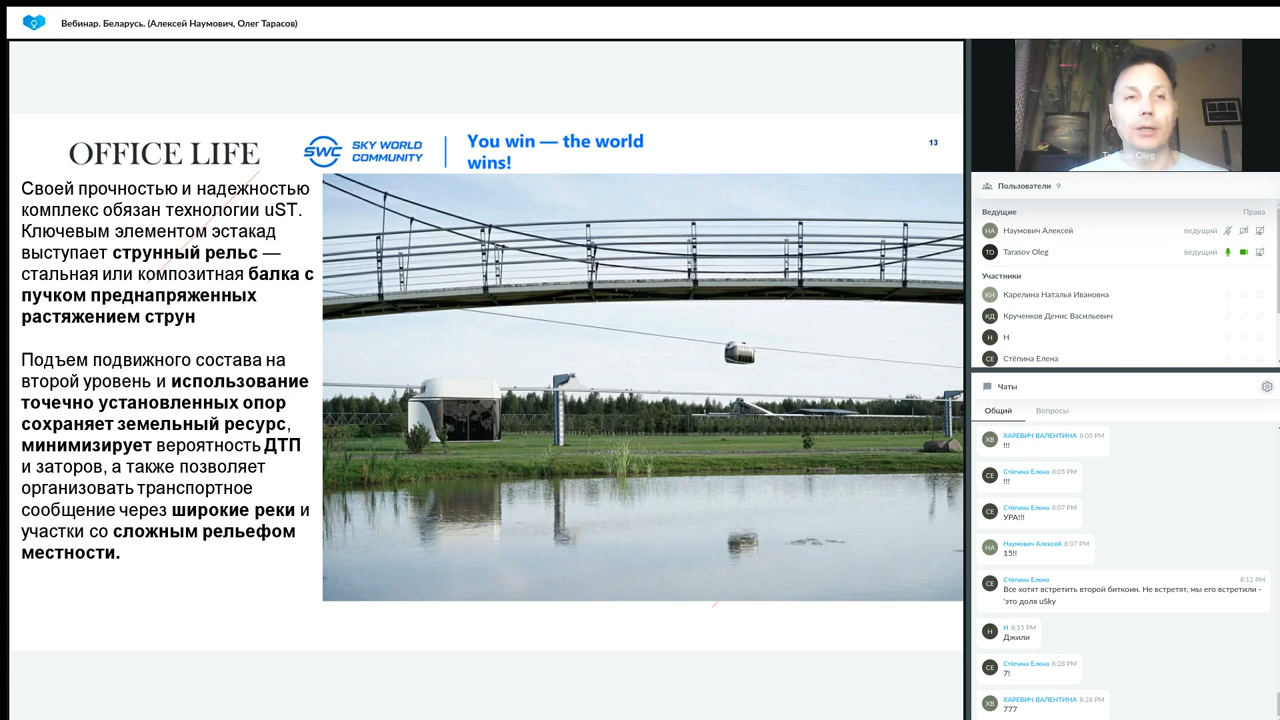 Вебинар. Беларусь. (Алексей Наумович, Олег Тарасов)
OFFICE LIFE
SWC
SKY WORLD
COMMUNITY
You win — the world
wins!
13
Своей прочностью и надежностью
комплекс обязан технологии uST.
Ключевым элементом эстакад
выступает струнный рельс —
стальная или композитная балка с
пучком преднапряженных
растяжением струн
Подъем подвижного состава на
второй уровень и использование
точечно установленных опор
сохраняет земельный ресурс,
минимизирует вероятность ДТП
и заторов, а также позволяет
организовать транспортное
сообщение через широкие реки и
участки со сложным рельефом
местности.
Tarasov Oleg
Пользователи 9
Ведущие Права
НА Наумович Алексей ведущий
TO Tarasov Oleg ведущий
Участники
КН Карелина Наталья Ивановна
КД Крученков Денис Васильевич
Н Н
СЕ Стёпина Елена
Чаты
Общий Вопросы
ХВ ХАРЕВИЧ ВАЛЕНТИНА 8:05 PM
!!!
СЕ Стёпина Елена 8:05 PM
!!!
СЕ Стёпина Елена 8:07 PM
УРА!!!
НА Наумович Алексей 8:07 PM
15!!
СЕ Стёпина Елена 8:12 PM
Все хотят встретить второй биткоин. Не встретят, мы его встретили -
'это доля uSky
Н Н 8:15 PM
Джили
СЕ Стёпина Елена 8:28 PM
7!
ХВ ХАРЕВИЧ ВАЛЕНТИНА 8:28 PM
777